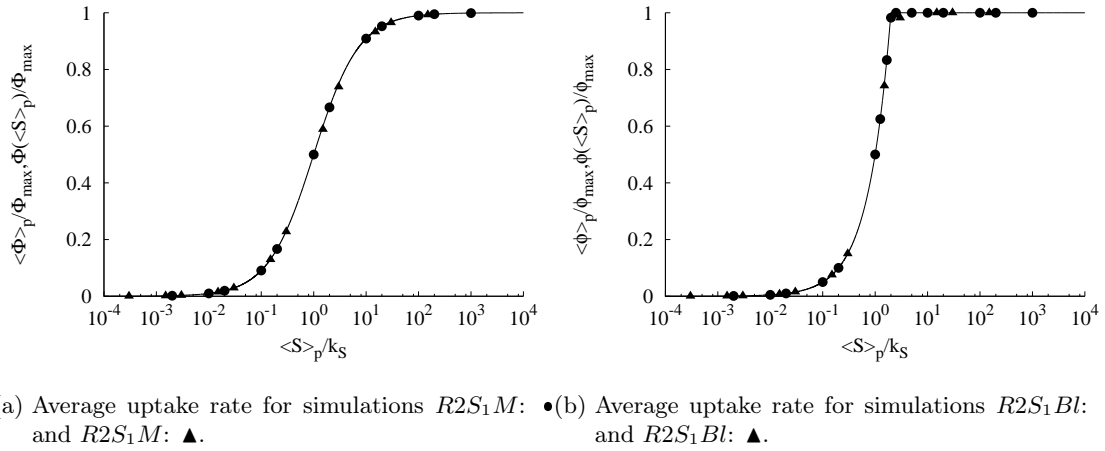 <Φ>p/Φmax,Φ(<S>p)/Φmax
1
0.8
0.6
0.4
0.2
0
10^-4 10^-3 10^-2 10^-1 10^0 10^1 10^2 10^3 10^4
<S>p/kS
<ϕ>p/ϕmax,ϕ(<S>p)/ϕmax
1
0.8
0.6
0.4
0.2
0
10^-4 10^-3 10^-2 10^-1 10^0 10^1 10^2 10^3 10^4
<S>p/kS
a) Average uptake rate for simulations R2S₁M: ●
and R2S₁M: ▲.
(b) Average uptake rate for simulations R2S₁Bl:
and R2S₁Bl: ▲.